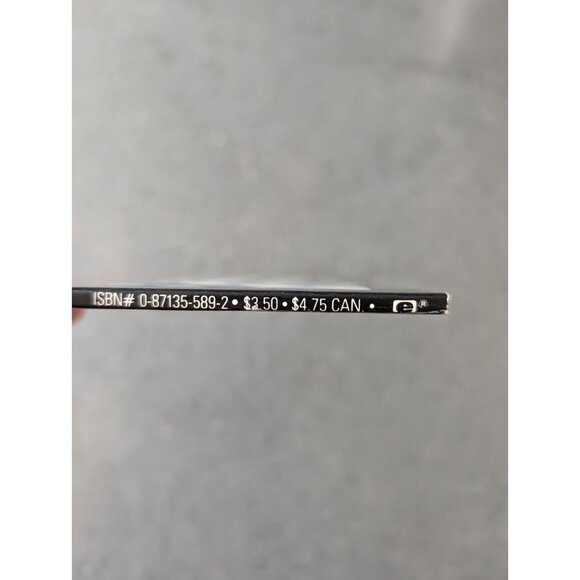 ISBN# 0-87135-589-2 • $3.50 • $4.75 CAN. • e®